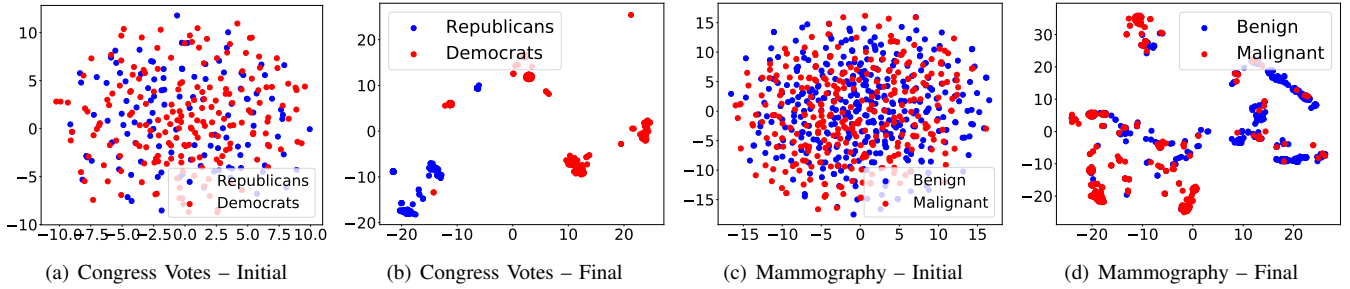 10
5
0
−5
−10
−10.0 −7.5 −5.0 −2.5 0.0 2.5 5.0 7.5 10.0
Republicans
Democrats
(a) Congress Votes – Initial
20
10
0
−10
−20
−20 −10 0 10 20
Republicans
Democrats
(b) Congress Votes – Final
15
10
5
0
−5
−10
−15
−15 −10 −5 0 5 10 15
Benign
Malignant
(c) Mammography – Initial
30
20
10
0
−10
−20
−20 −10 0 10 20
Benign
Malignant
(d) Mammography – Final